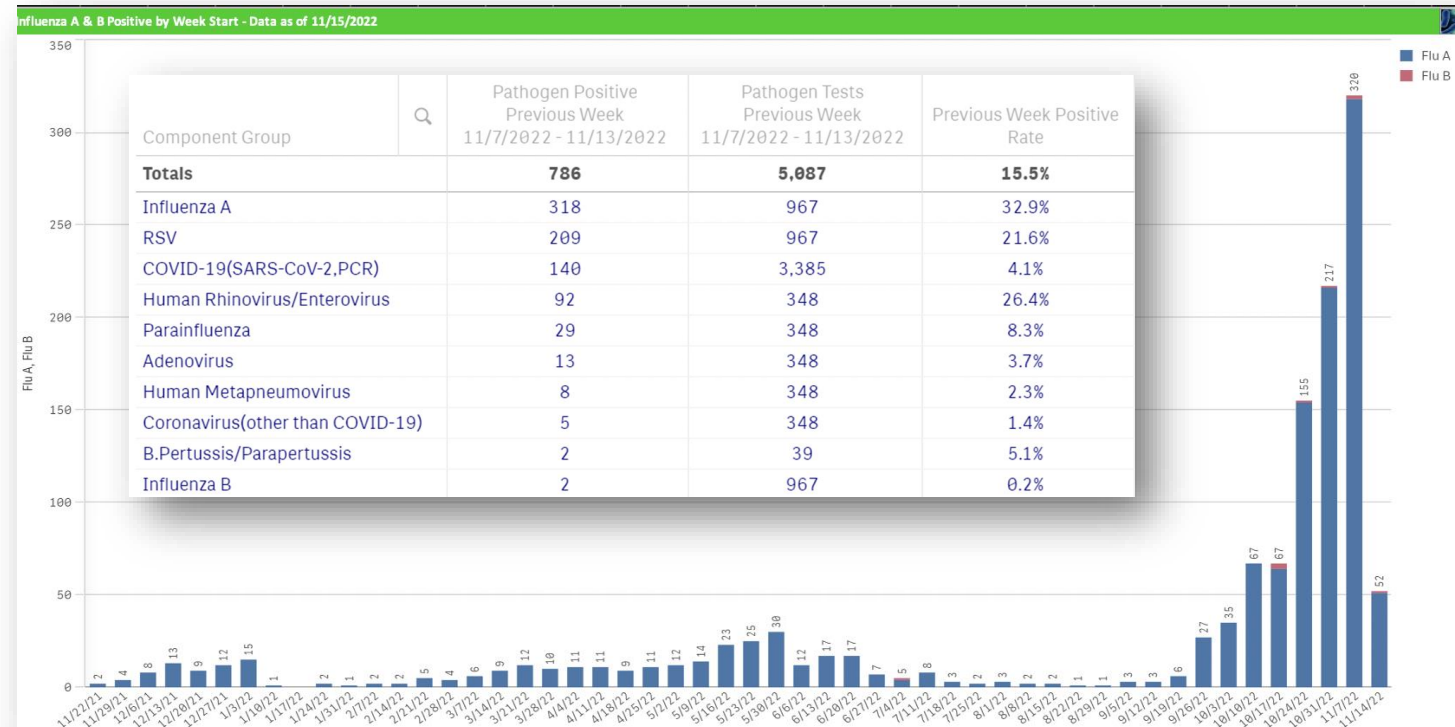 Influenza A & B Positive by Week Start - Data as of 11/15/2022
Flu A
Flu B
Flu A, Flu B
350
300
250
200
150
100
50
0
Component Group
Pathogen Positive
Previous Week
11/7/2022 - 11/13/2022
Pathogen Tests
Previous Week
11/7/2022 - 11/13/2022
Previous Week Positive
Rate
Totals 786 5,087 15.5%
Influenza A 318 967 32.9%
RSV 209 967 21.6%
COVID-19(SARS-CoV-2,PCR) 140 3,385 4.1%
Human Rhinovirus/Enterovirus 92 348 26.4%
Parainfluenza 29 348 8.3%
Adenovirus 13 348 3.7%
Human Metapneumovirus 8 348 2.3%
Coronavirus(other than COVID-19) 5 348 1.4%
B.Pertussis/Parapertussis 2 39 5.1%
Influenza B 2 967 0.2%
2 4 8 13 9 12 15 1 2 1 2 2 5 4 6 9 12 10 11 11 9 11 12 14 23 25 30 12 17 17 7 5 8 3 2 3 2 2 1 1 3 3 6 27 35 67 67 155 217 320 52
11/22/21 11/29/21 12/6/21 12/13/21 12/20/21 12/27/21 1/3/22 1/10/22 1/17/22 1/24/22 1/31/22 2/7/22 2/14/22 2/21/22 2/28/22 3/7/22 3/14/22 3/21/22 3/28/22 4/4/22 4/11/22 4/18/22 4/25/22 5/2/22 5/9/22 5/16/22 5/23/22 5/30/22 6/6/22 6/13/22 6/20/22 6/27/22 7/4/22 7/11/22 7/18/22 7/25/22 8/1/22 8/8/22 8/15/22 8/22/22 8/29/22 9/5/22 9/12/22 9/19/22 9/26/22 10/3/22 10/10/22 10/17/22 10/24/22 10/31/22 11/7/22 11/14/22